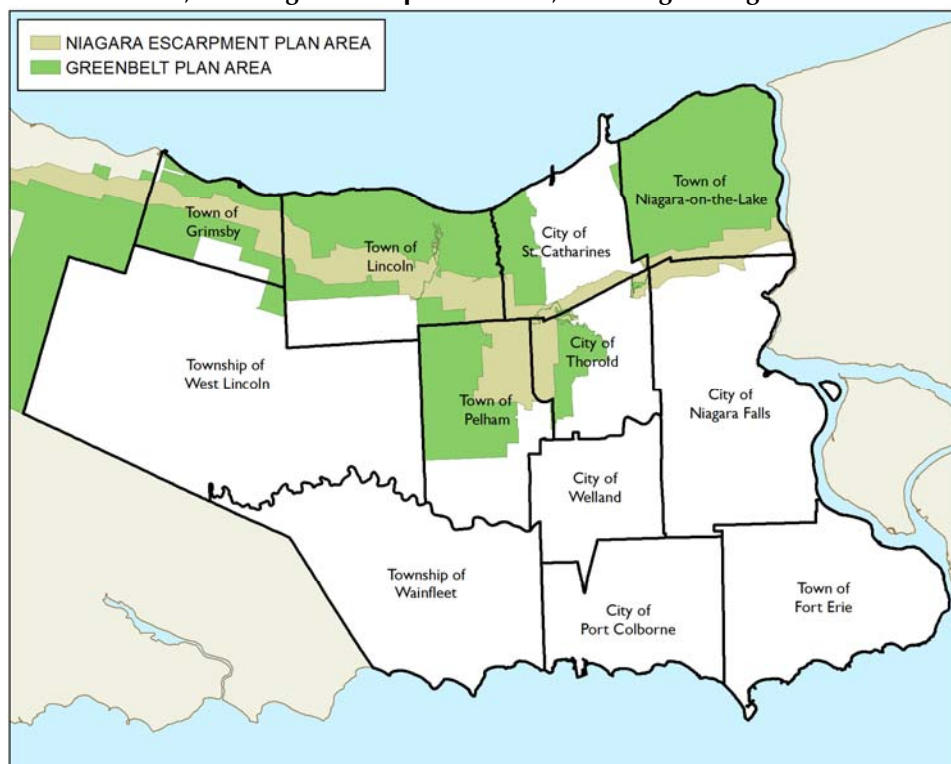 NIAGARA ESCARPMENT PLAN AREA
GREENBELT PLAN AREA
Town of
Niagara-on-the-Lake
Town of
Grimsby
Town of
Lincoln
City of
St. Catharines
Township of
West Lincoln
City of
Thorold
Town of
Pelham
City of
Niagara Falls
City of
Welland
Township of
Wainfleet
Town of
Fort Erie
City of
Port Colborne